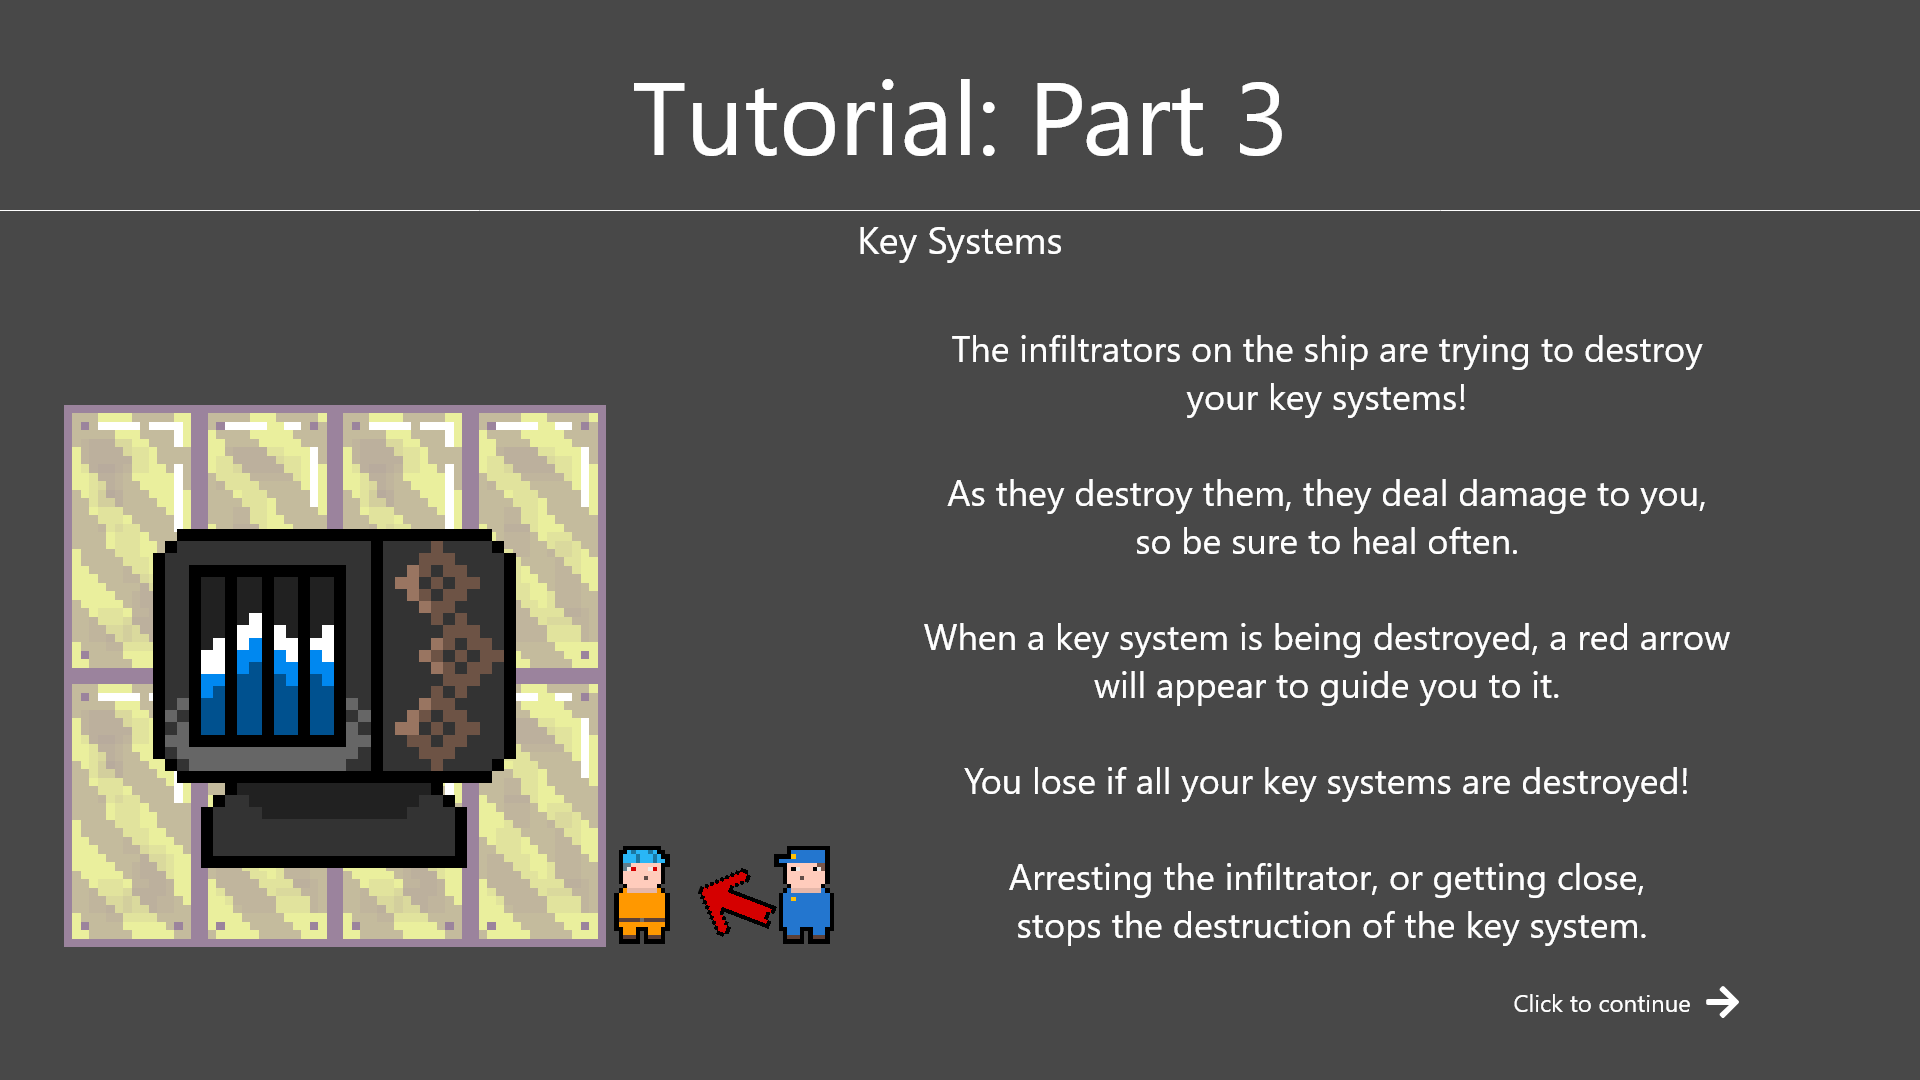 Tutorial: Part 3
Key Systems
The infiltrators on the ship are trying to destroy
your key systems!
As they destroy them, they deal damage to you,
so be sure to heal often.
When a key system is being destroyed, a red arrow
will appear to guide you to it.
You lose if all your key systems are destroyed!
Arresting the infiltrator, or getting close,
stops the destruction of the key system.
Click to continue